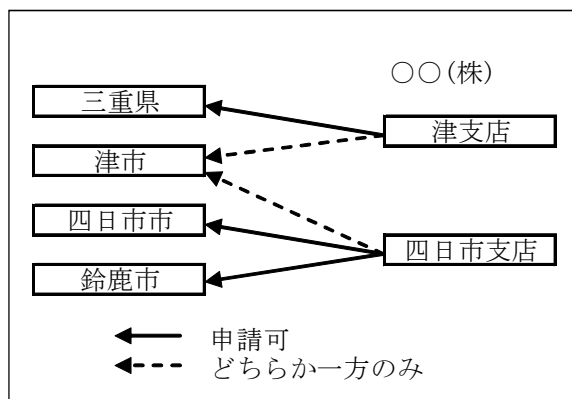 ○○(株)
三重県
津支店
津市
四日市市
四日市支店
鈴鹿市
申請可
どちらか一方のみ